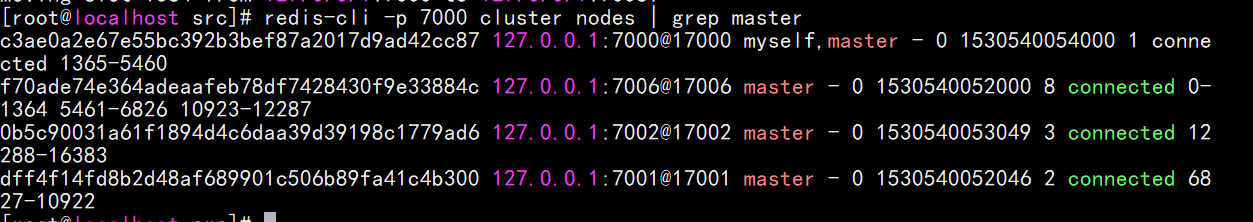 [root@localhost src]# redis-cli -p 7000 cluster nodes | grep master
c3ae0a2e67e55bc392b3bef87a2017d9ad42cc87 127.0.0.1:7000@17000 myself,master - 0 1530540054000 1 conne
cted 1365-5460
f70ade74e364adeaafeb78df7428430f9e33884c 127.0.0.1:7006@17006 master - 0 1530540052000 8 connected 0-
1364 5461-6826 10923-12287
0b5c90031a61f1894d4c6daa39d39198c1779ad6 127.0.0.1:7002@17002 master - 0 1530540053049 3 connected 12
288-16383
dff4f14fd8b2d48af689901c506b89fa41c4b300 127.0.0.1:7001@17001 master - 0 1530540052046 2 connected 68
27-10922
[root@localhost src]#